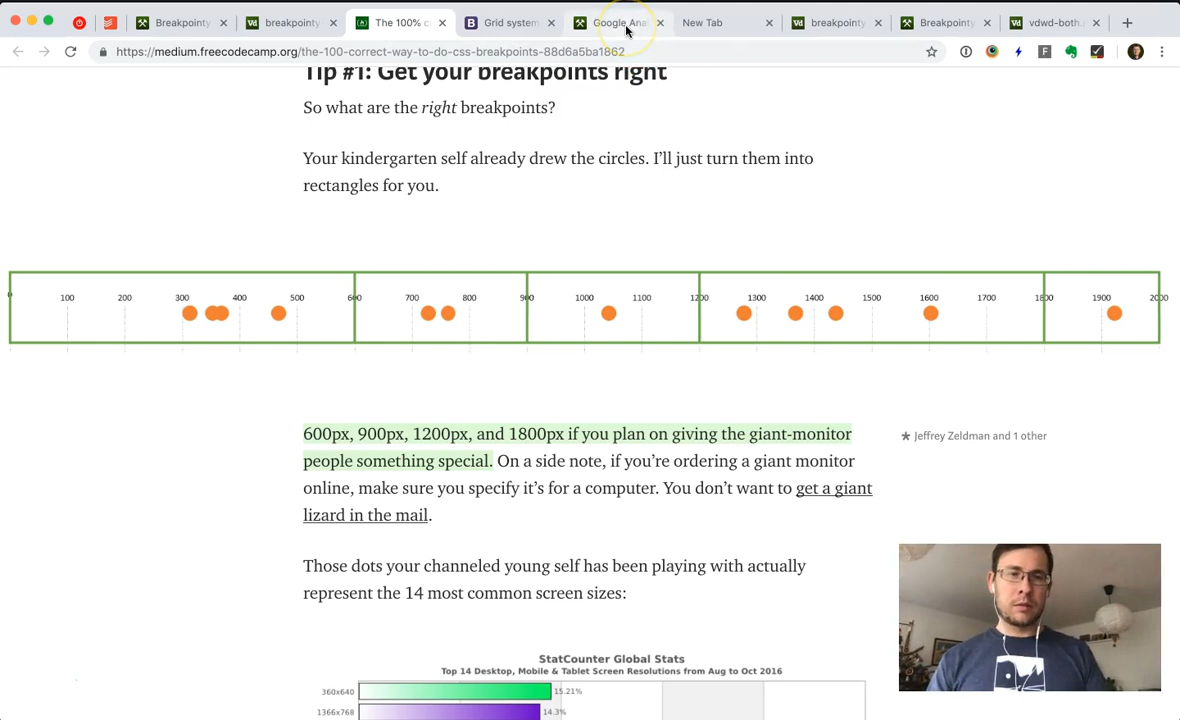 Breakpoint
breakpointy
The 100% c
Grid system
Google Ana
New Tab
breakpointy
Breakpointy
vdwd-both.
https://medium.freecodecamp.org/the-100-correct-way-to-do-css-breakpoints-88d6a5ba1862
Tip #1: Get your breakpoints right
So what are the right breakpoints?
Your kindergarten self already drew the circles. I'll just turn them into
rectangles for you.
0 100 200 300 400 500 600 700 800 900 1000 1100 1200 1300 1400 1500 1600 1700 1800 1900 2000
600px, 900px, 1200px, and 1800px if you plan on giving the giant-monitor
people something special. On a side note, if you're ordering a giant monitor
online, make sure you specify it's for a computer. You don't want to get a giant
lizard in the mail.
Jeffrey Zeldman and 1 other
Those dots your channeled young self has been playing with actually
represent the 14 most common screen sizes:
StatCounter Global Stats
Top 14 Desktop, Mobile & Tablet Screen Resolutions from Aug to Oct 2016
360x640 15.21%
1366x768 14.3%